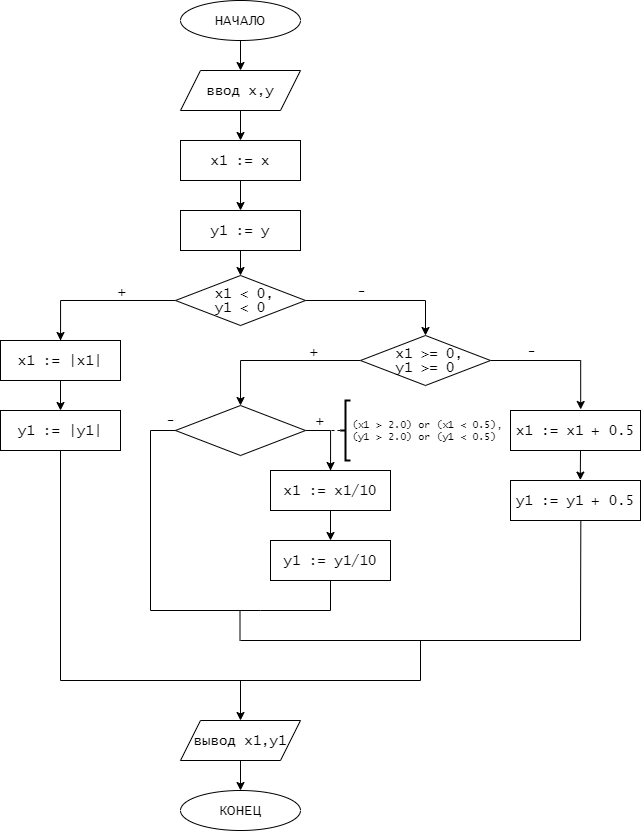 НАЧАЛО
ввод x,y
x1 := x
y1 := y
x1 < 0,
y1 < 0
+
-
x1 := |x1|
y1 := |y1|
x1 >= 0,
y1 >= 0
+
-
-
+
(x1 > 2.0) or (x1 < 0.5),
(y1 > 2.0) or (y1 < 0.5)
x1 := x1 + 0.5
y1 := y1 + 0.5
x1 := x1/10
y1 := y1/10
вывод x1,y1
КОНЕЦ